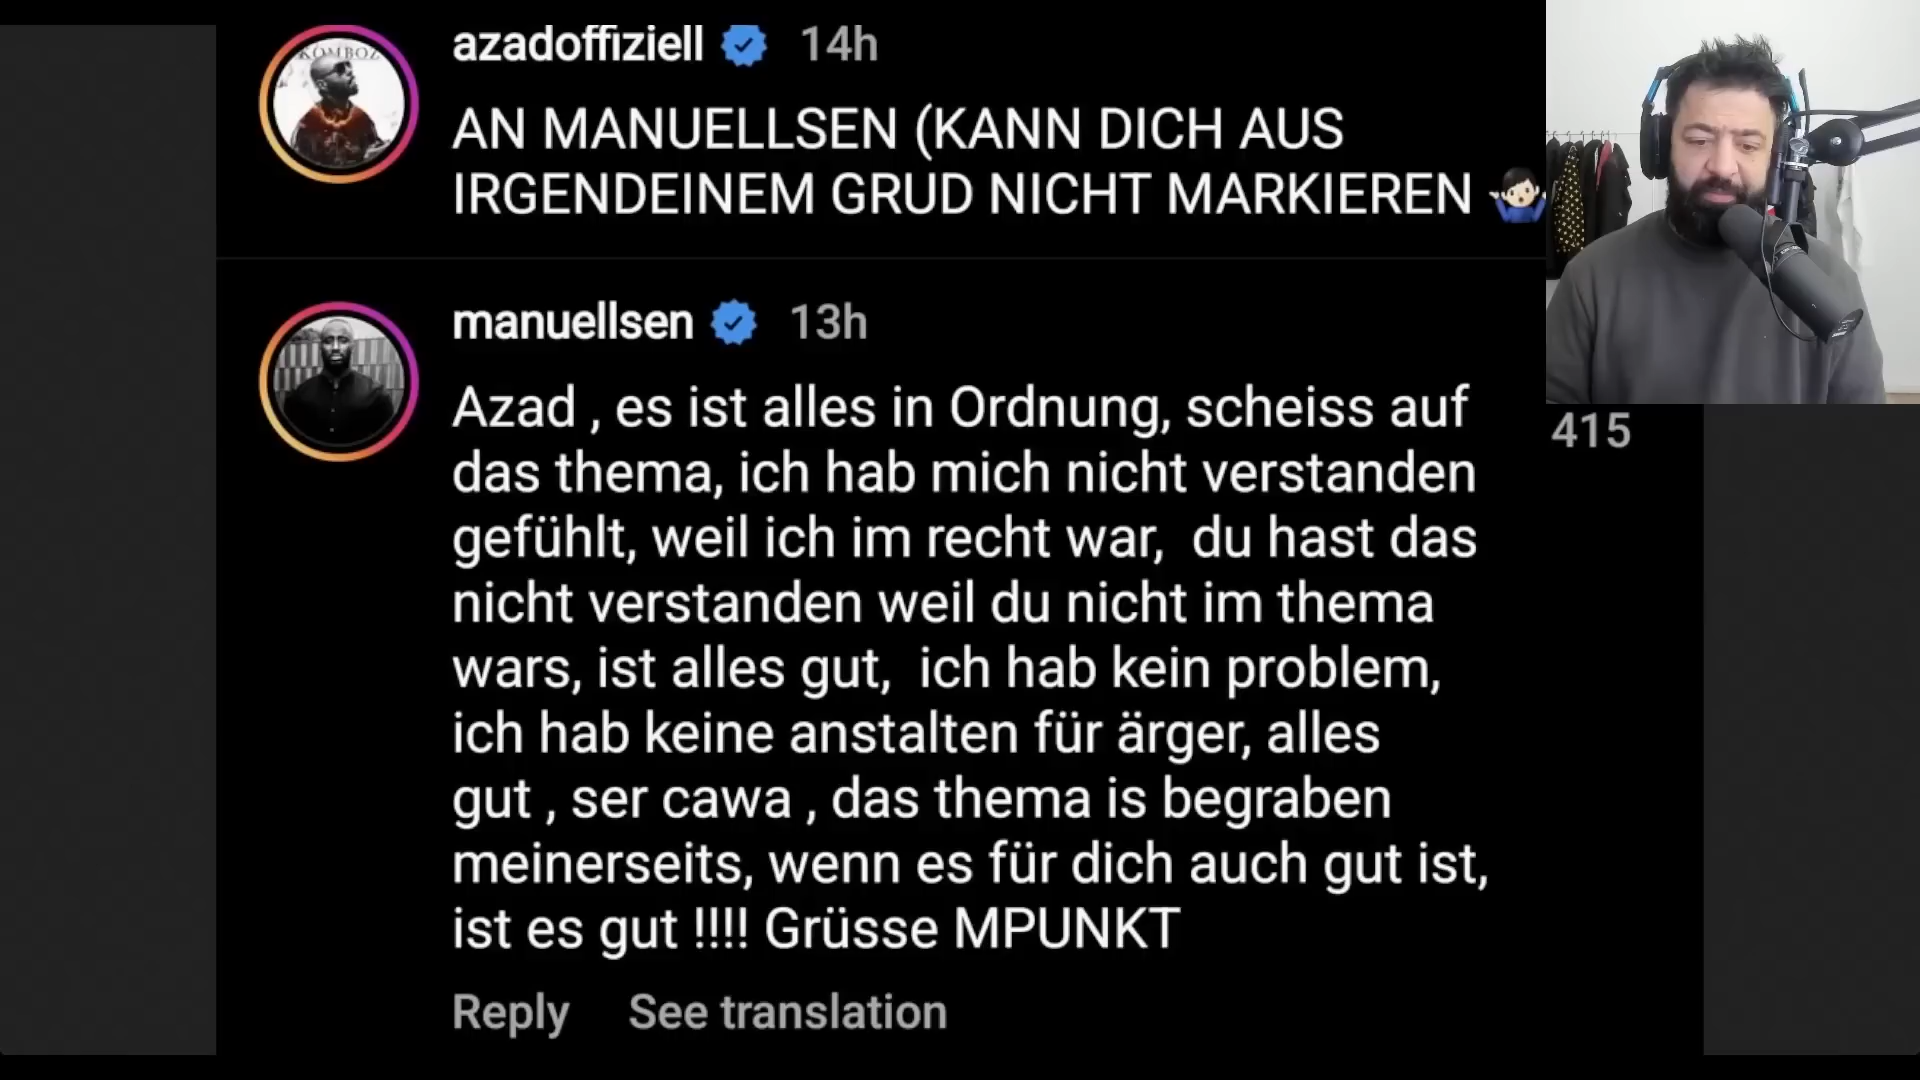 KOMBOZ
azadoffiziell 14h
AN MANUELLSEN (KANN DICH AUS
IRGENDEINEM GRUD NICHT MARKIEREN 🤷🏻‍♂️
manuellsen 13h
Azad , es ist alles in Ordnung, scheiss auf
das thema, ich hab mich nicht verstanden
gefühlt, weil ich im recht war,  du hast das
nicht verstanden weil du nicht im thema
wars, ist alles gut,  ich hab kein problem,
ich hab keine anstalten für ärger, alles
gut , ser cawa , das thema is begraben
meinerseits, wenn es für dich auch gut ist,
ist es gut !!!! Grüsse MPUNKT
415
Reply See translation